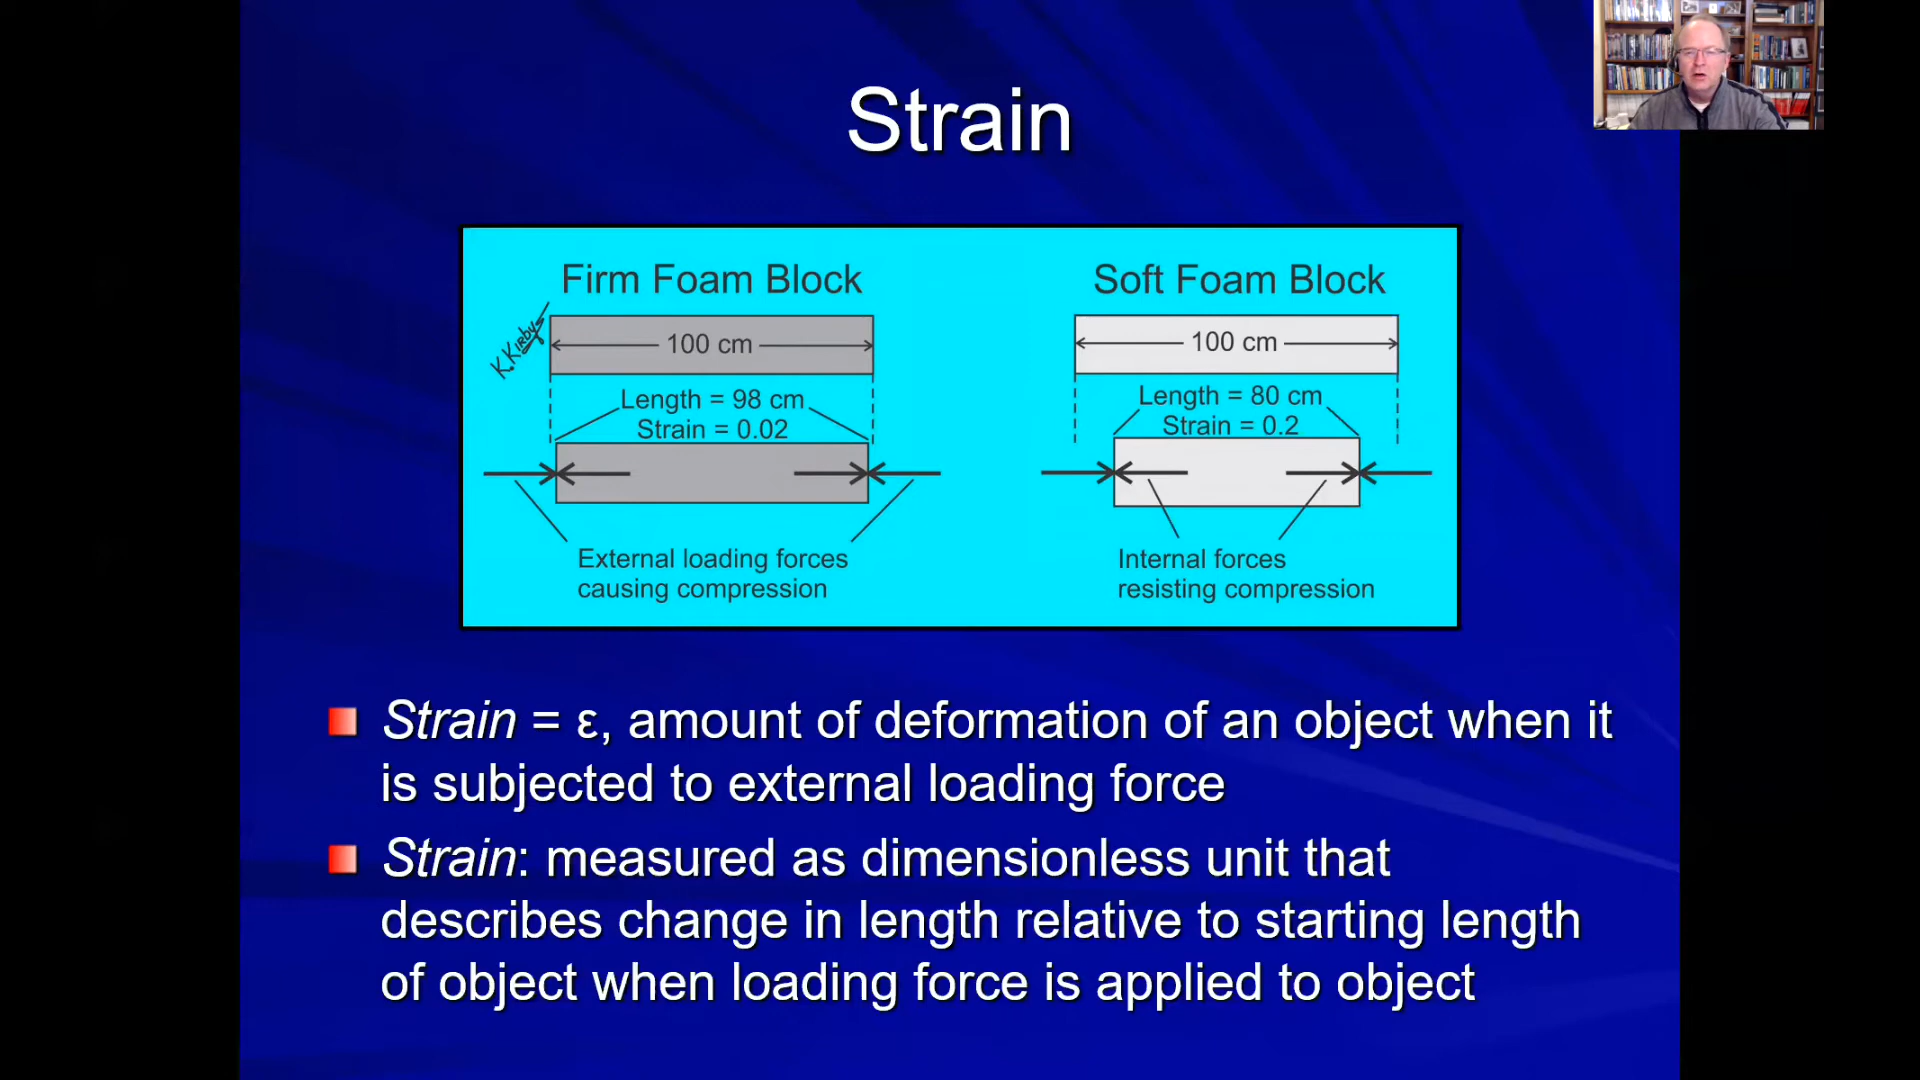 Strain
Firm Foam Block
Soft Foam Block
K.Kirby
100 cm
100 cm
Length = 98 cm
Strain = 0.02
Length = 80 cm
Strain = 0.2
External loading forces
causing compression
Internal forces
resisting compression
Strain = ε, amount of deformation of an object when it
is subjected to external loading force
Strain: measured as dimensionless unit that
describes change in length relative to starting length
of object when loading force is applied to object